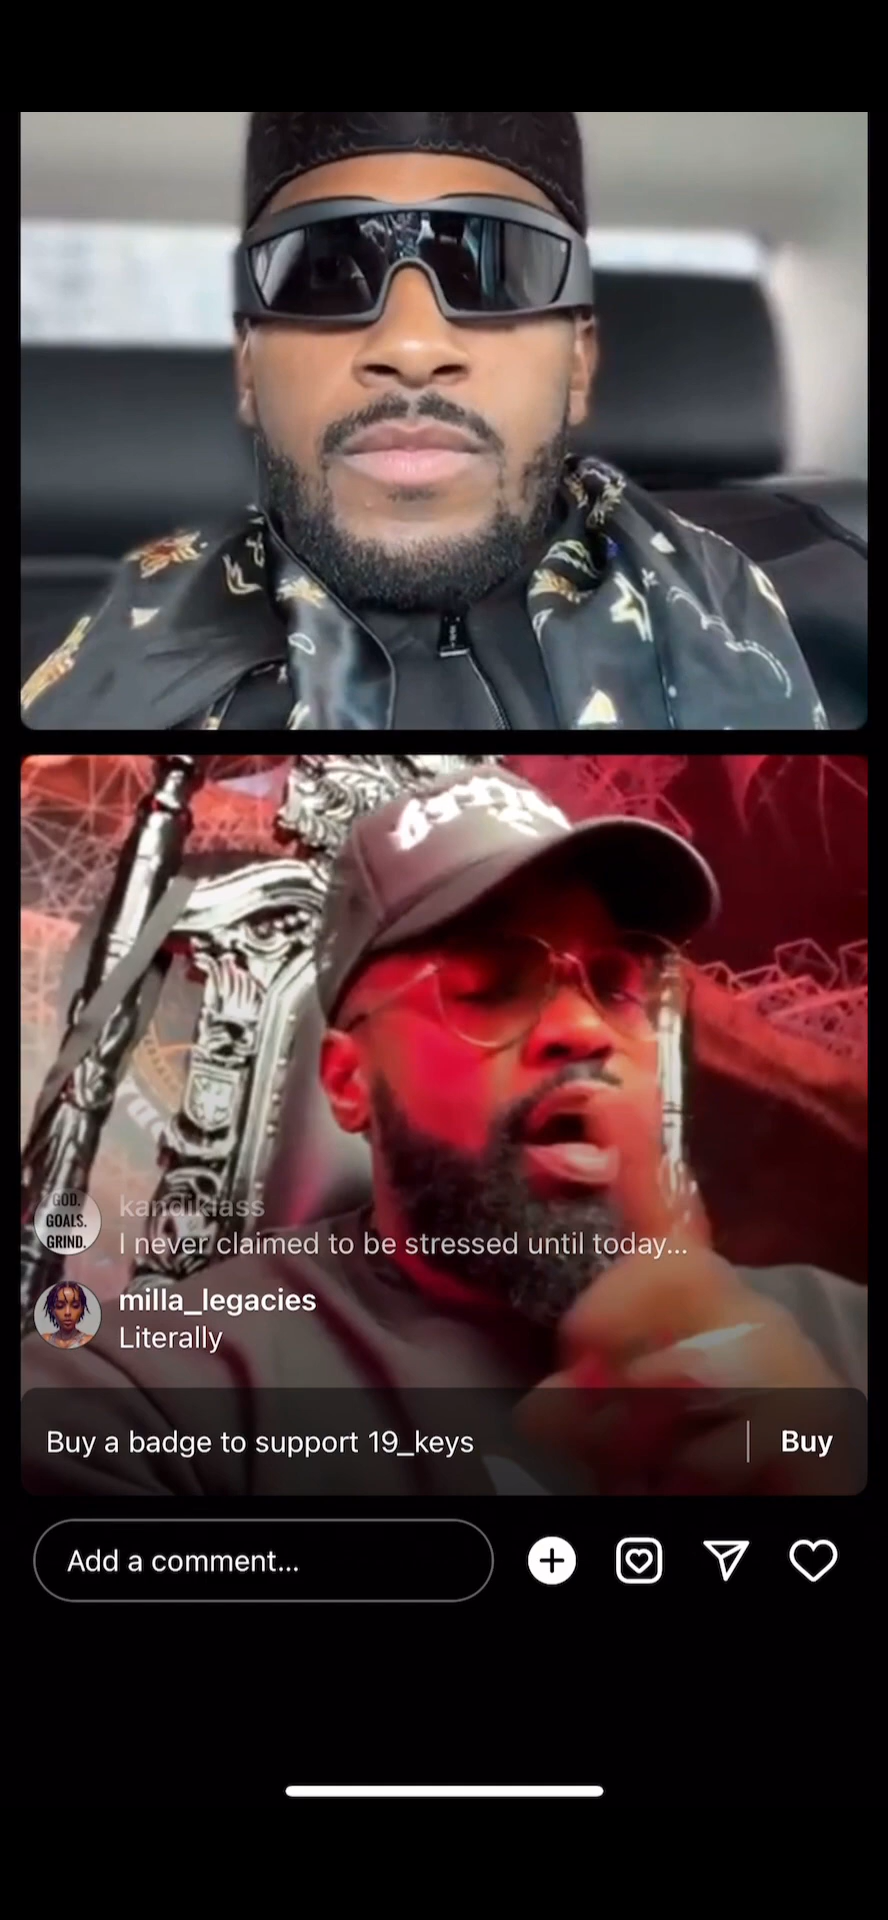 GOD.
GOALS.
GRIND.
kandiklass
I never claimed to be stressed until today...
milla_legacies
Literally
Buy a badge to support 19_keys
Buy
Add a comment...